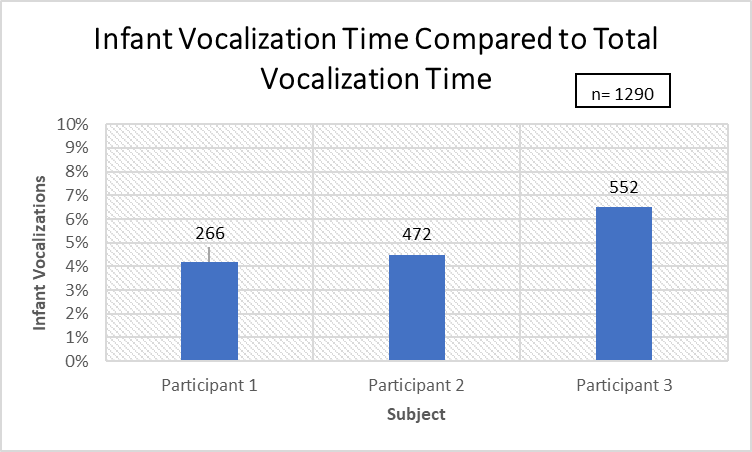 Infant Vocalization Time Compared to Total
Vocalization Time
n= 1290
10%
9%
8%
7%
6%
5%
4%
3%
2%
1%
0%
Infant Vocalizations
266
472
552
Participant 1
Participant 2
Participant 3
Subject